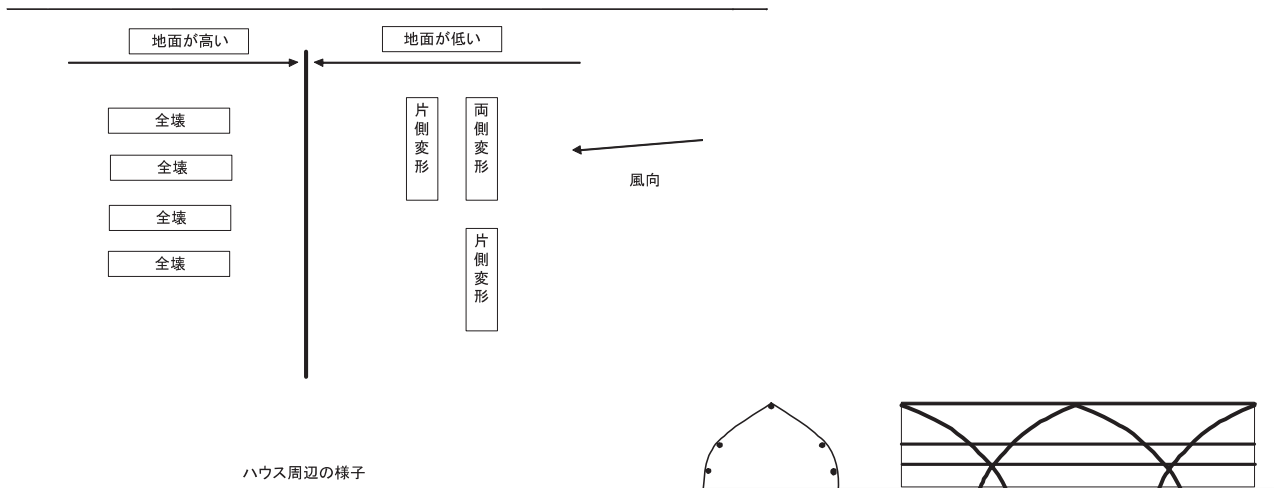 地面が高い
地面が低い
全壊
全壊
全壊
全壊
片側変形
両側変形
片側変形
風向
ハウス周辺の様子